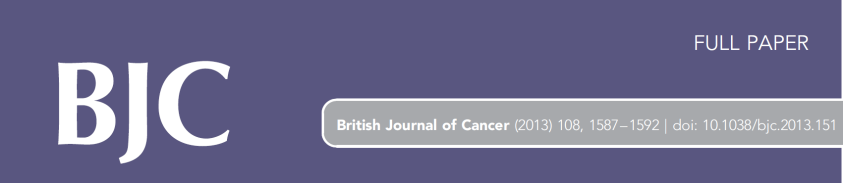 FULL PAPER
BJC
British Journal of Cancer (2013) 108, 1587–1592 | doi: 10.1038/bjc.2013.151